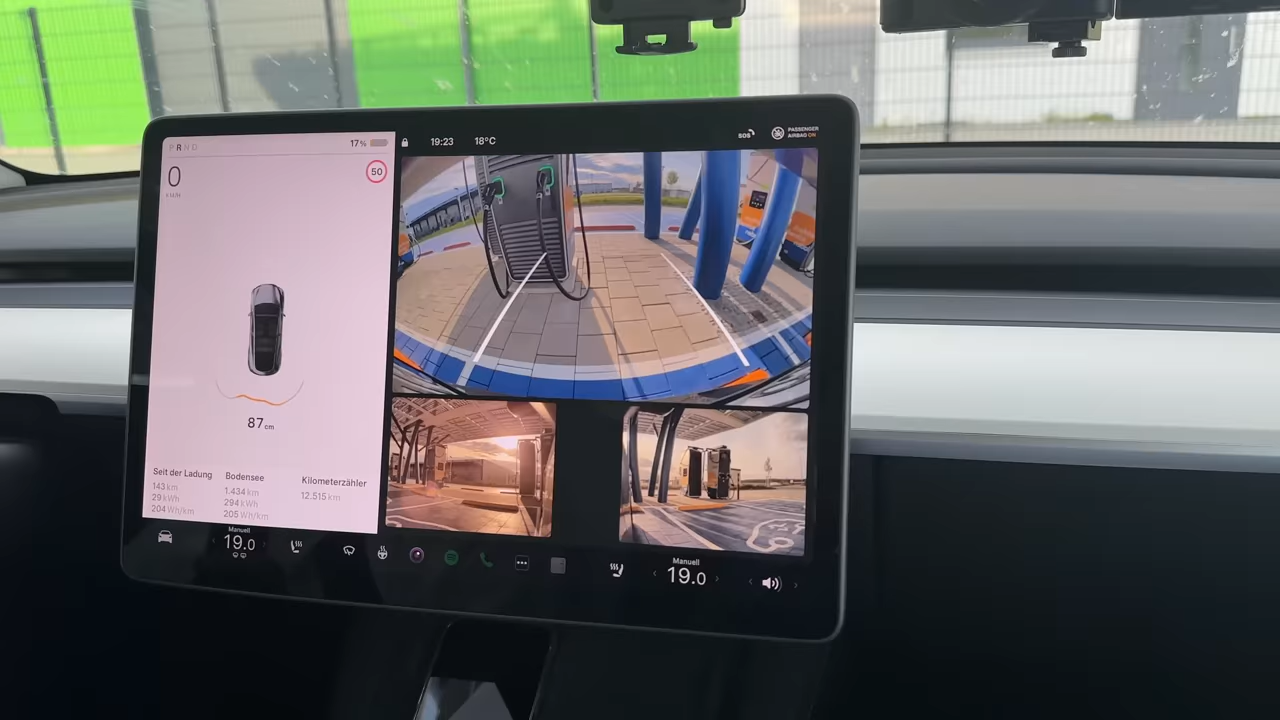 P R N D
17 %
19:23
18°C
SOS
PASSENGER
AIRBAG ON
0
km/h
50
87 cm
Seit der Ladung
143 km
29 kWh
204 Wh/km
Bodensee
1.434 km
294 kWh
205 Wh/km
Kilometerzähler
12.515 km
Manuell
19.0
Manuell
19.0